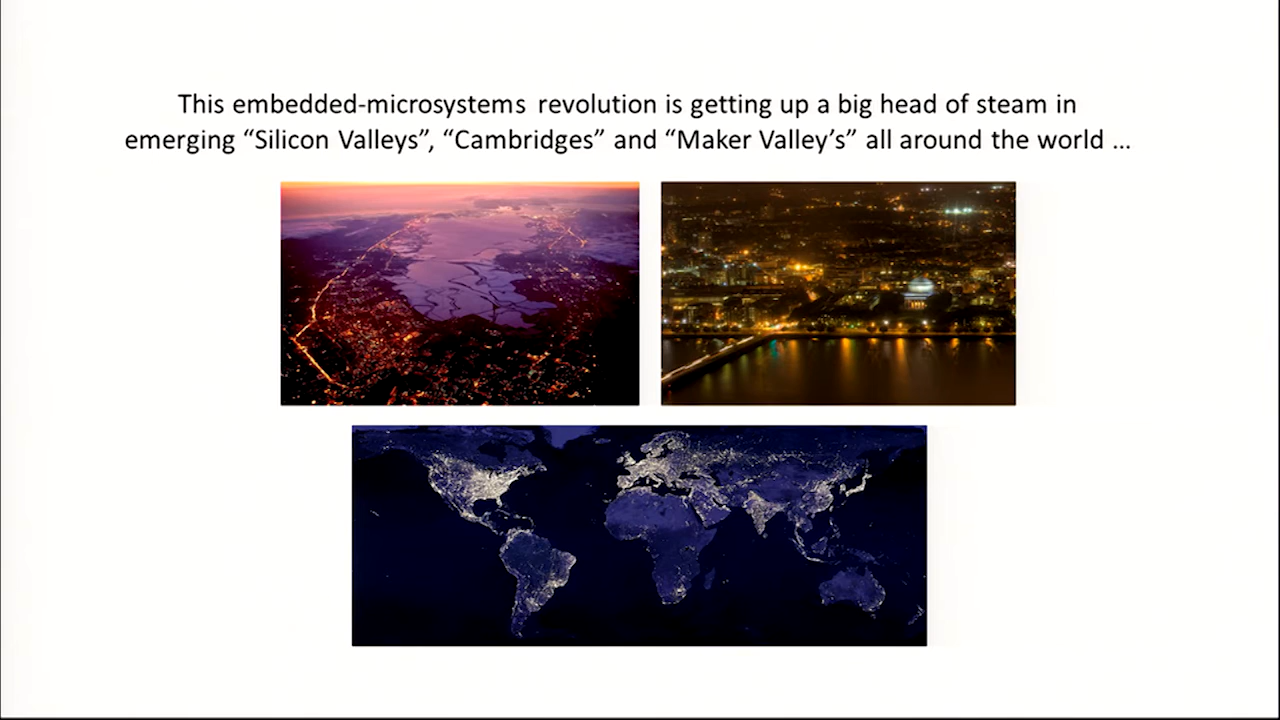 This embedded-microsystems revolution is getting up a big head of steam in
emerging “Silicon Valleys”, “Cambridges” and “Maker Valley’s” all around the world ...